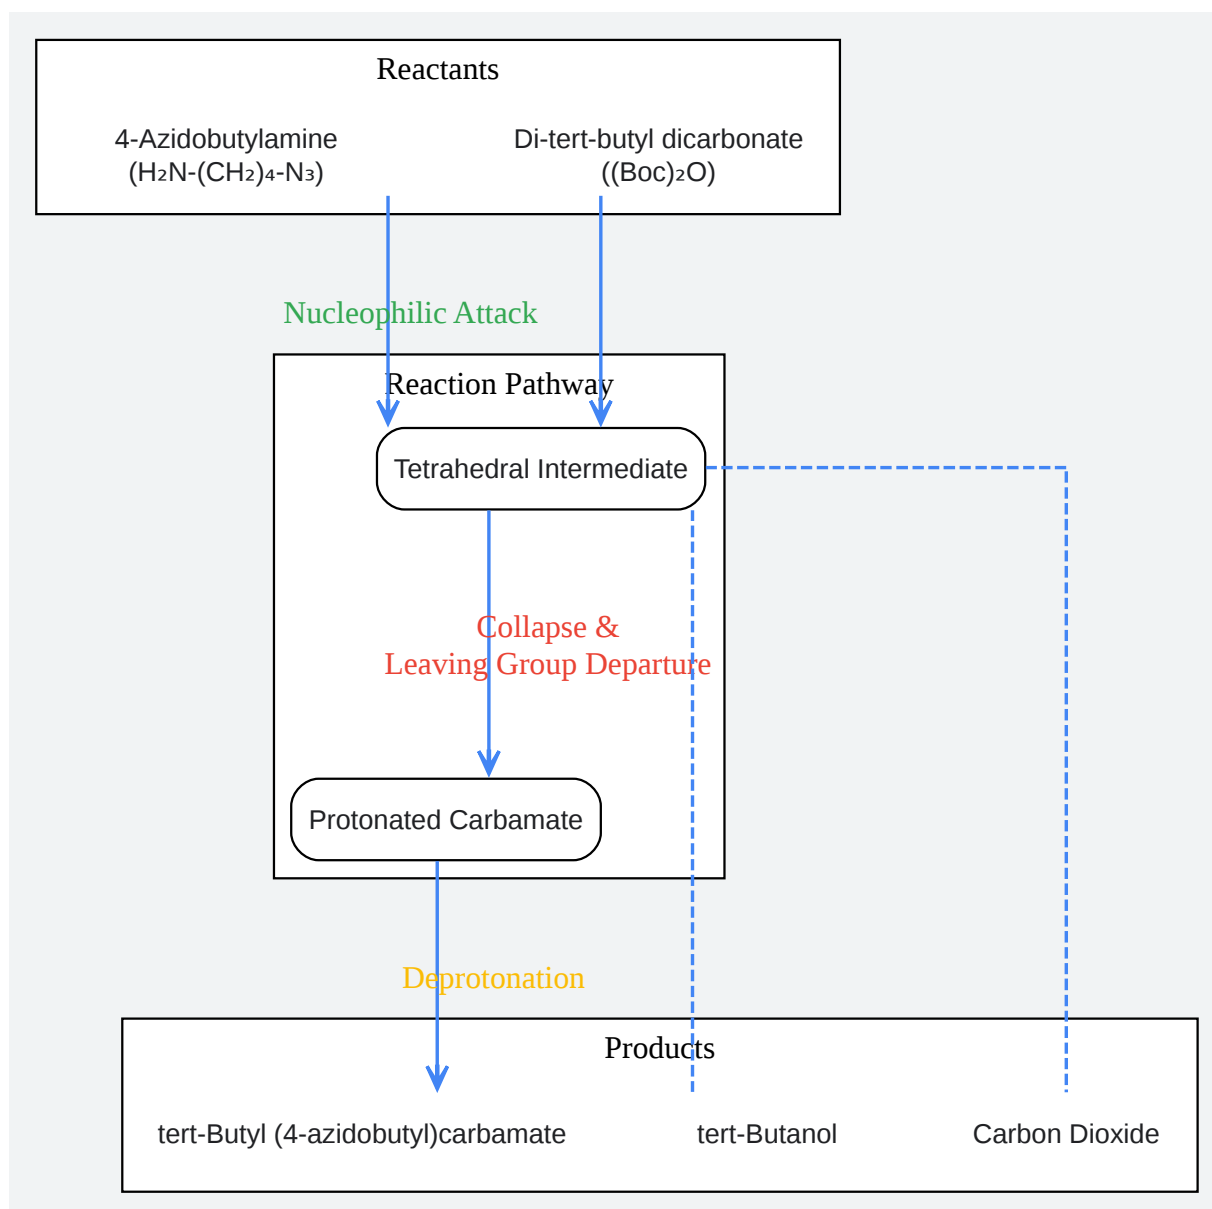 Reactants
4-Azidobutylamine
(H₂N-(CH₂)₄-N₃)
Di-tert-butyl dicarbonate
((Boc)₂O)
Nucleophilic Attack
Reaction Pathway
Tetrahedral Intermediate
Collapse &
Leaving Group Departure
Protonated Carbamate
Deprotonation
Products
tert-Butyl (4-azidobutyl)carbamate
tert-Butanol
Carbon Dioxide